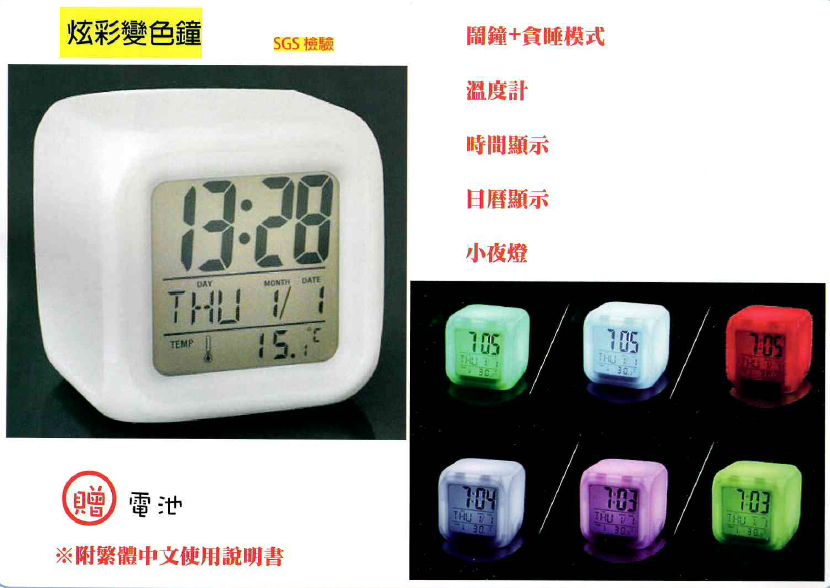 炫彩變色鐘
SGS 檢驗
鬧鐘+貪睡模式
溫度計
時間顯示
日曆顯示
小夜燈
13:28
DAY MONTH DATE
THU 1/ 1
TEMP 15.1 °C
7:05
7:05
7:05
7:04
7:03
7:03
贈 電池
※附繁體中文使用說明書